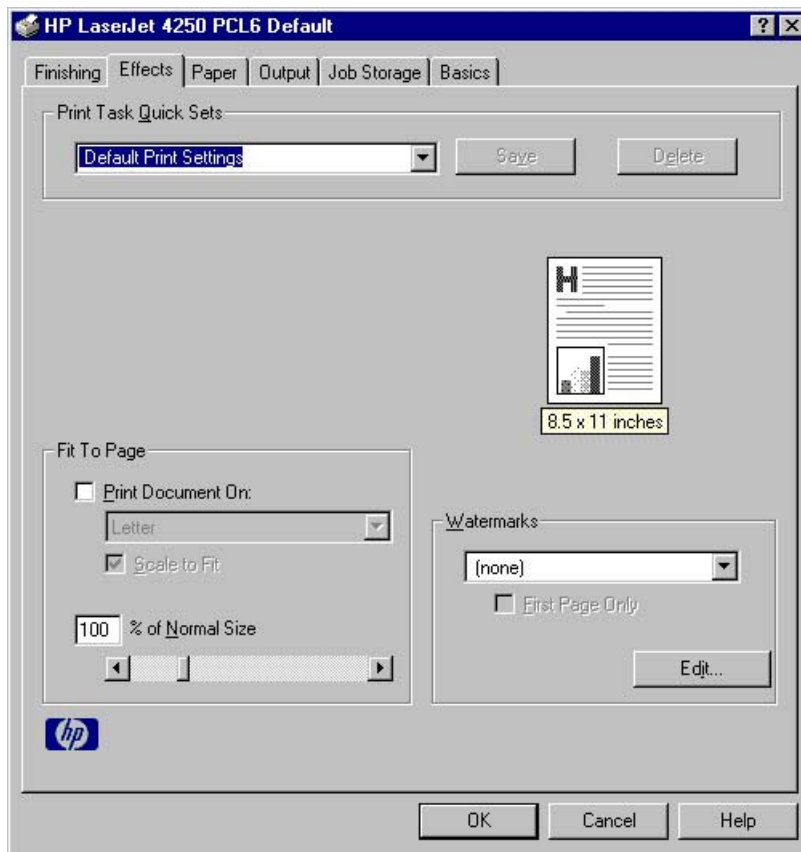 HP LaserJet 4250 PCL6 Default
Finishing Effects Paper Output Job Storage Basics
Print Task Quick Sets
Default Print Settings Save Delete
H
8.5 x 11 inches
Fit To Page
Print Document On:
Letter
Scale to Fit
100 % of Normal Size
Watermarks
(none)
First Page Only
Edit...
hp
OK Cancel Help